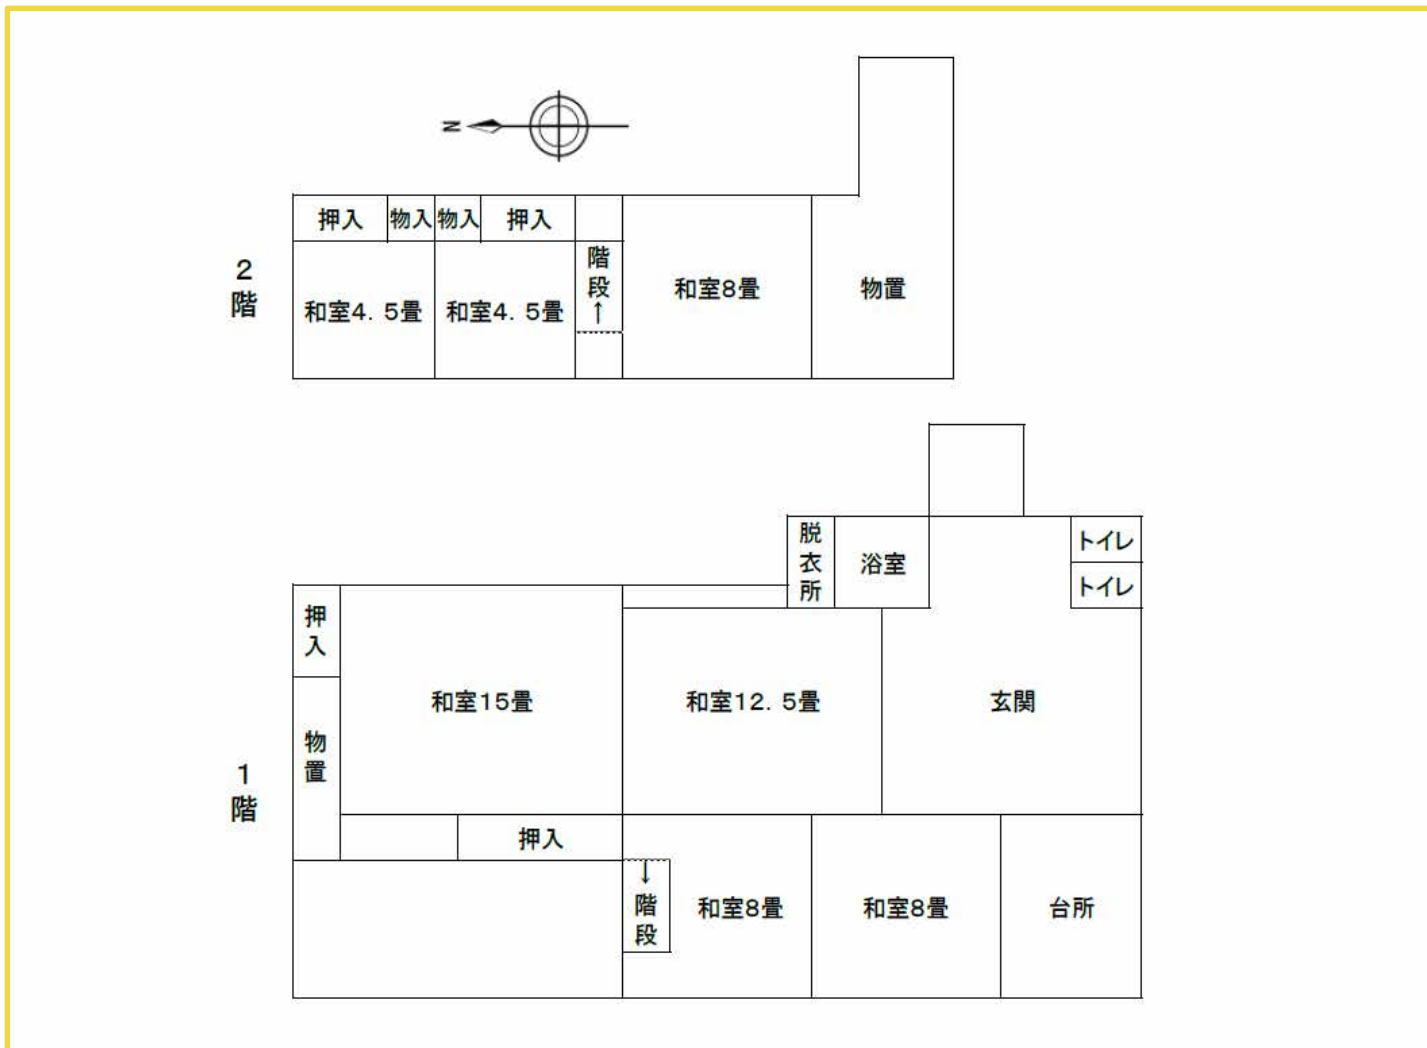 N
2階
押入 物入 物入 押入
階段↑
和室4．5畳 和室4．5畳
和室8畳 物置
1階
脱衣所 浴室 トイレ
トイレ
押入
和室15畳 和室12．5畳 玄関
物置
押入
↓階段
和室8畳 和室8畳 台所